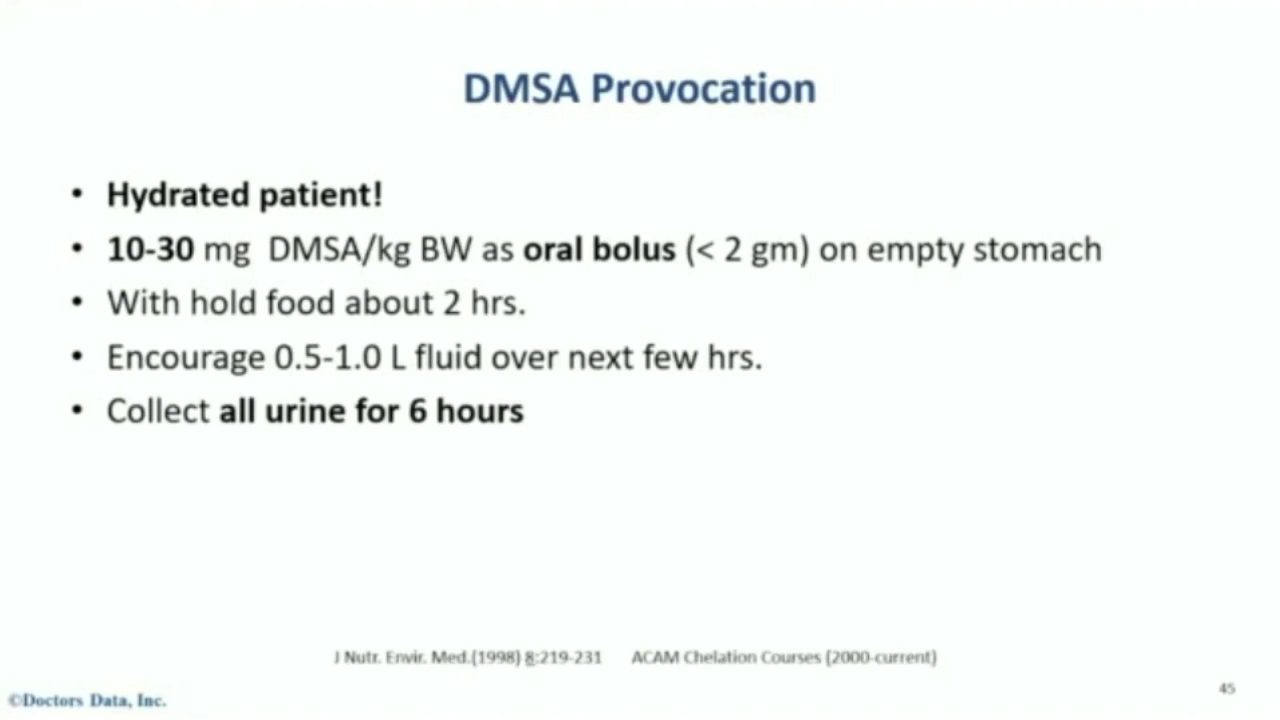 DMSA Provocation
• Hydrated patient!
• 10-30 mg  DMSA/kg BW as oral bolus (< 2 gm) on empty stomach
• With hold food about 2 hrs.
• Encourage 0.5-1.0 L fluid over next few hrs.
• Collect all urine for 6 hours
J Nutr. Envir. Med.(1998) 8:219-231 ACAM Chelation Courses (2000-current)
©Doctors Data, Inc.
45